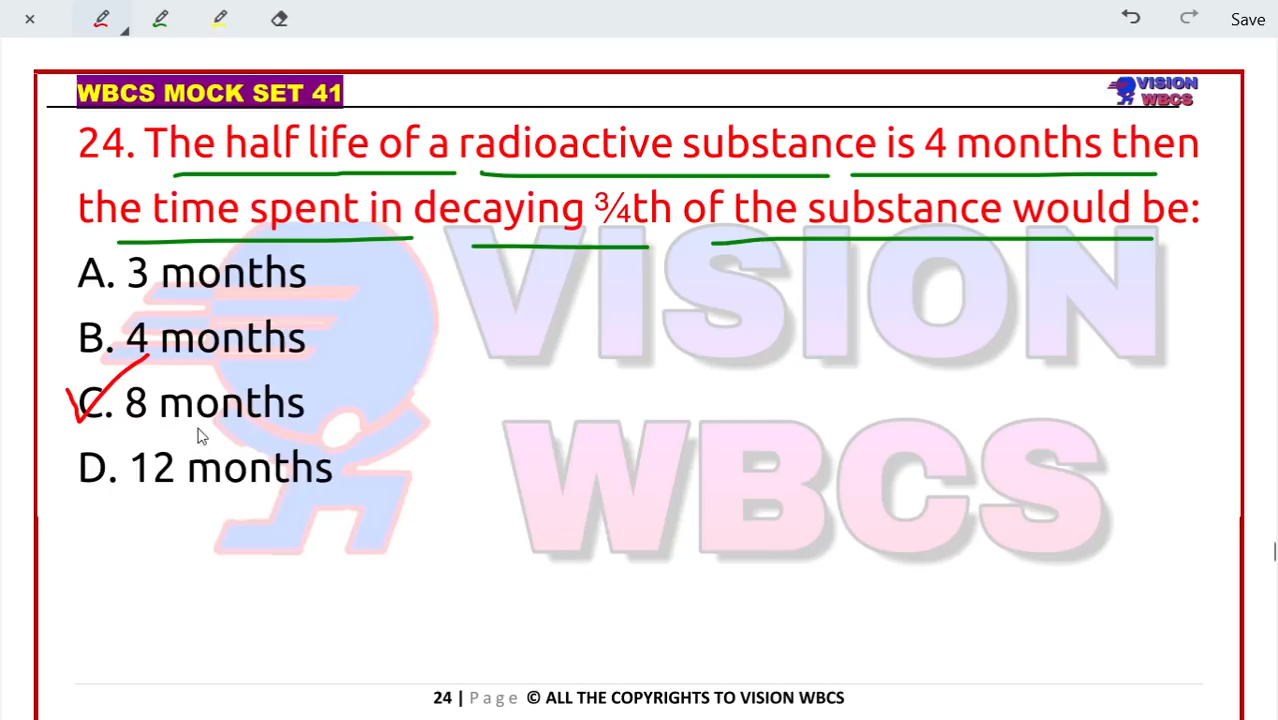 Save
WBCS MOCK SET 41
VISION
WBCS
24. The half life of a radioactive substance is 4 months then
the time spent in decaying ¾th of the substance would be:
A. 3 months
B. 4 months
C. 8 months
D. 12 months
VISION
WBCS
24 | Page © ALL THE COPYRIGHTS TO VISION WBCS